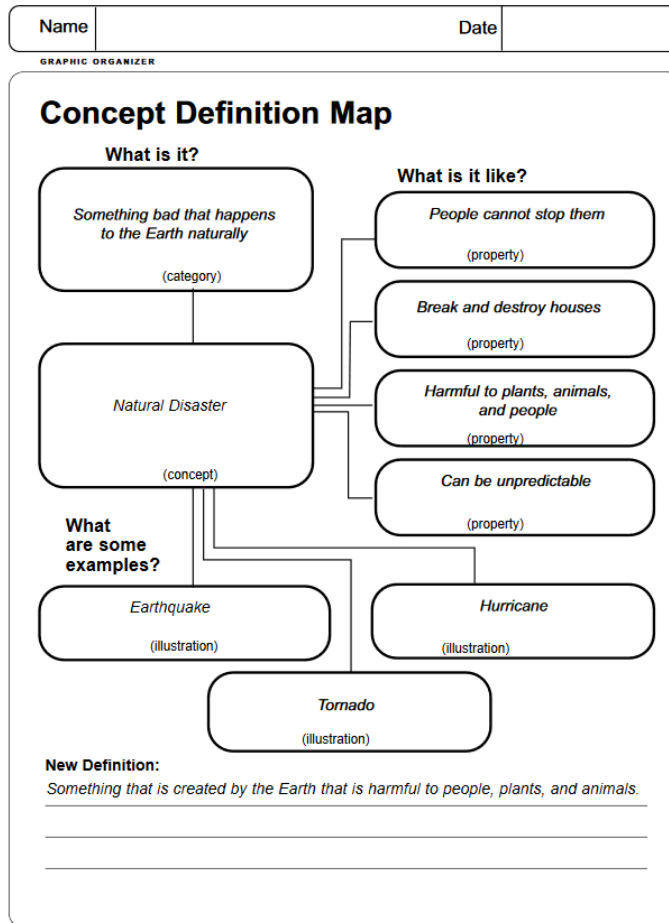 Name
Date
GRAPHIC ORGANIZER
Concept Definition Map
What is it?
Something bad that happens
to the Earth naturally
(category)
What is it like?
People cannot stop them
(property)
Break and destroy houses
(property)
Harmful to plants, animals,
and people
(property)
Can be unpredictable
(property)
Natural Disaster
(concept)
What
are some
examples?
Earthquake
(illustration)
Hurricane
(illustration)
Tornado
(illustration)
New Definition:
Something that is created by the Earth that is harmful to people, plants, and animals.